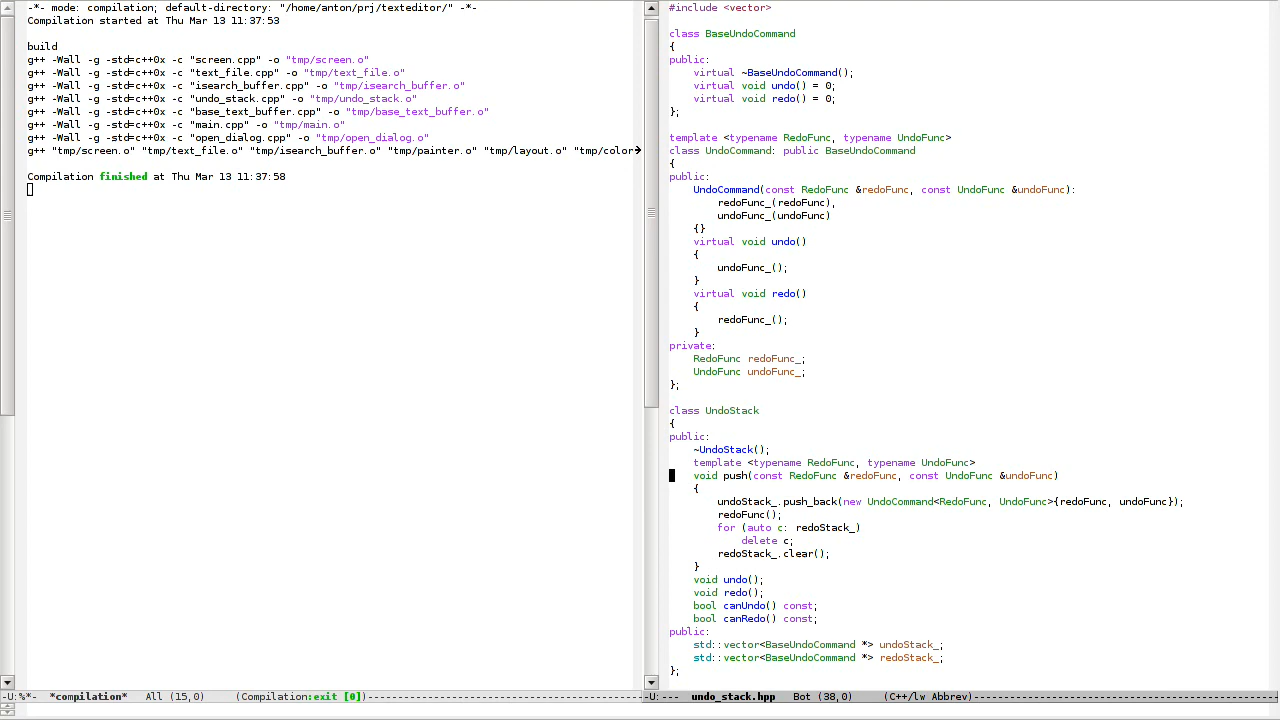 -*- mode: compilation; default-directory: "/home/anton/prj/texteditor/" -*-
Compilation started at Thu Mar 13 11:37:53

build
g++ -Wall -g -std=c++0x -c "screen.cpp" -o "tmp/screen.o"
g++ -Wall -g -std=c++0x -c "text_file.cpp" -o "tmp/text_file.o"
g++ -Wall -g -std=c++0x -c "isearch_buffer.cpp" -o "tmp/isearch_buffer.o"
g++ -Wall -g -std=c++0x -c "undo_stack.cpp" -o "tmp/undo_stack.o"
g++ -Wall -g -std=c++0x -c "base_text_buffer.cpp" -o "tmp/base_text_buffer.o"
g++ -Wall -g -std=c++0x -c "main.cpp" -o "tmp/main.o"
g++ -Wall -g -std=c++0x -c "open_dialog.cpp" -o "tmp/open_dialog.o"
g++ "tmp/screen.o" "tmp/text_file.o" "tmp/isearch_buffer.o" "tmp/painter.o" "tmp/layout.o" "tmp/color

Compilation finished at Thu Mar 13 11:37:58
-U:%*-  *compilation*   All (15,0)     (Compilation:exit [0])
#include <vector>

class BaseUndoCommand
{
public:
    virtual ~BaseUndoCommand();
    virtual void undo() = 0;
    virtual void redo() = 0;
};

template <typename RedoFunc, typename UndoFunc>
class UndoCommand: public BaseUndoCommand
{
public:
    UndoCommand(const RedoFunc &redoFunc, const UndoFunc &undoFunc):
        redoFunc_(redoFunc),
        undoFunc_(undoFunc)
    {}
    virtual void undo()
    {
        undoFunc_();
    }
    virtual void redo()
    {
        redoFunc_();
    }
private:
    RedoFunc redoFunc_;
    UndoFunc undoFunc_;
};

class UndoStack
{
public:
    ~UndoStack();
    template <typename RedoFunc, typename UndoFunc>
    void push(const RedoFunc &redoFunc, const UndoFunc &undoFunc)
    {
        undoStack_.push_back(new UndoCommand<RedoFunc, UndoFunc>{redoFunc, undoFunc});
        redoFunc();
        for (auto c: redoStack_)
            delete c;
        redoStack_.clear();
    }
    void undo();
    void redo();
    bool canUndo() const;
    bool canRedo() const;
public:
    std::vector<BaseUndoCommand *> undoStack_;
    std::vector<BaseUndoCommand *> redoStack_;
};
-U:---  undo_stack.hpp   Bot (38,0)     (C++/lw Abbrev)